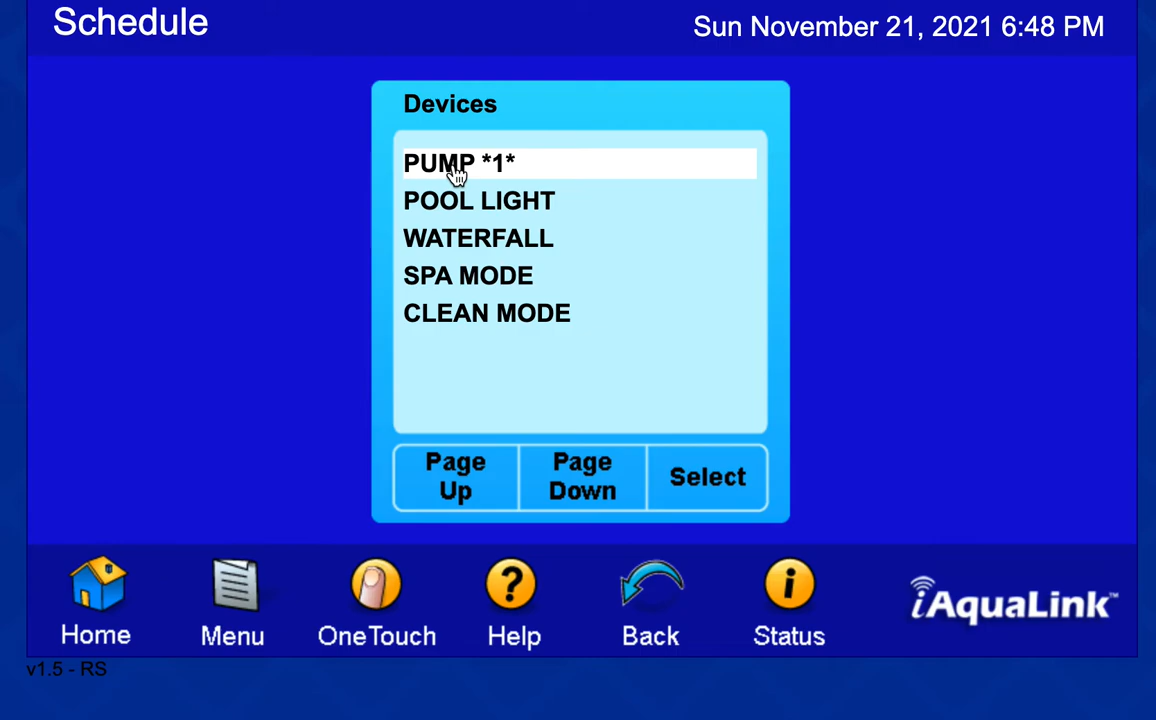 Schedule
Sun November 21, 2021 6:48 PM
Devices
PUMP *1*
POOL LIGHT
WATERFALL
SPA MODE
CLEAN MODE
Page Up
Page Down
Select
Home
Menu
OneTouch
Help
Back
Status
iAquaLink™
v1.5 - RS